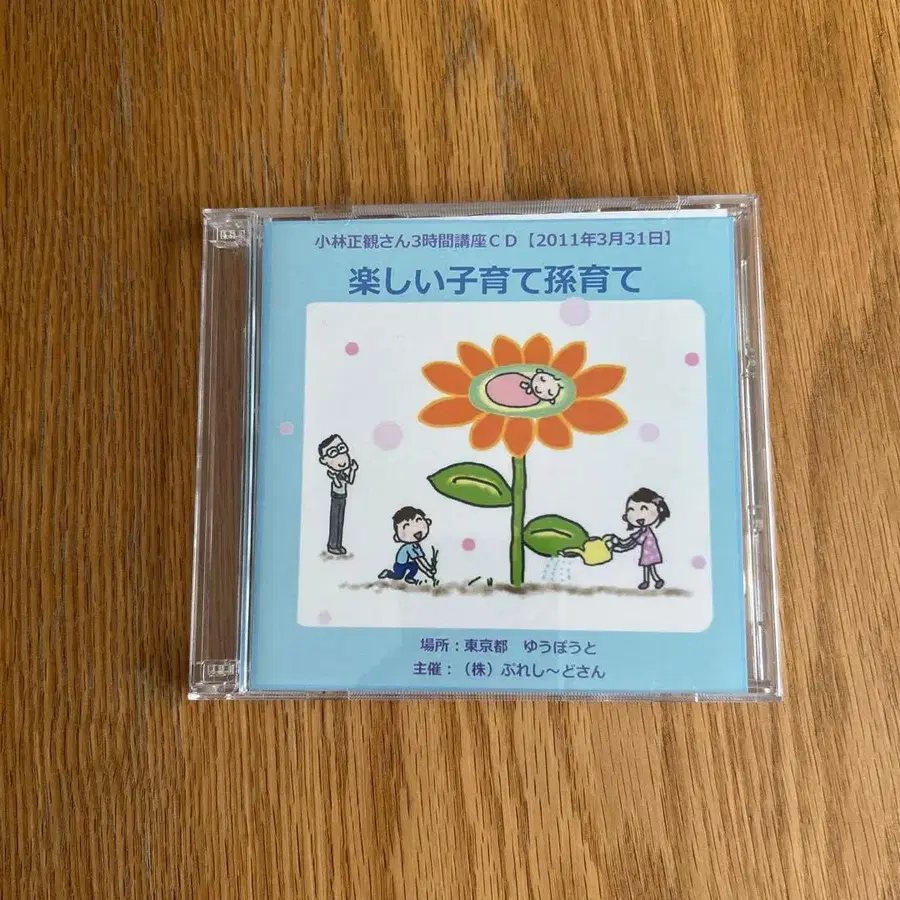 小林正観さん3時間講座ＣＤ【2011年3月31日】
楽しい子育て孫育て
場所：東京都　ゆうぽうと
主催：（株）ぷれし～どさん